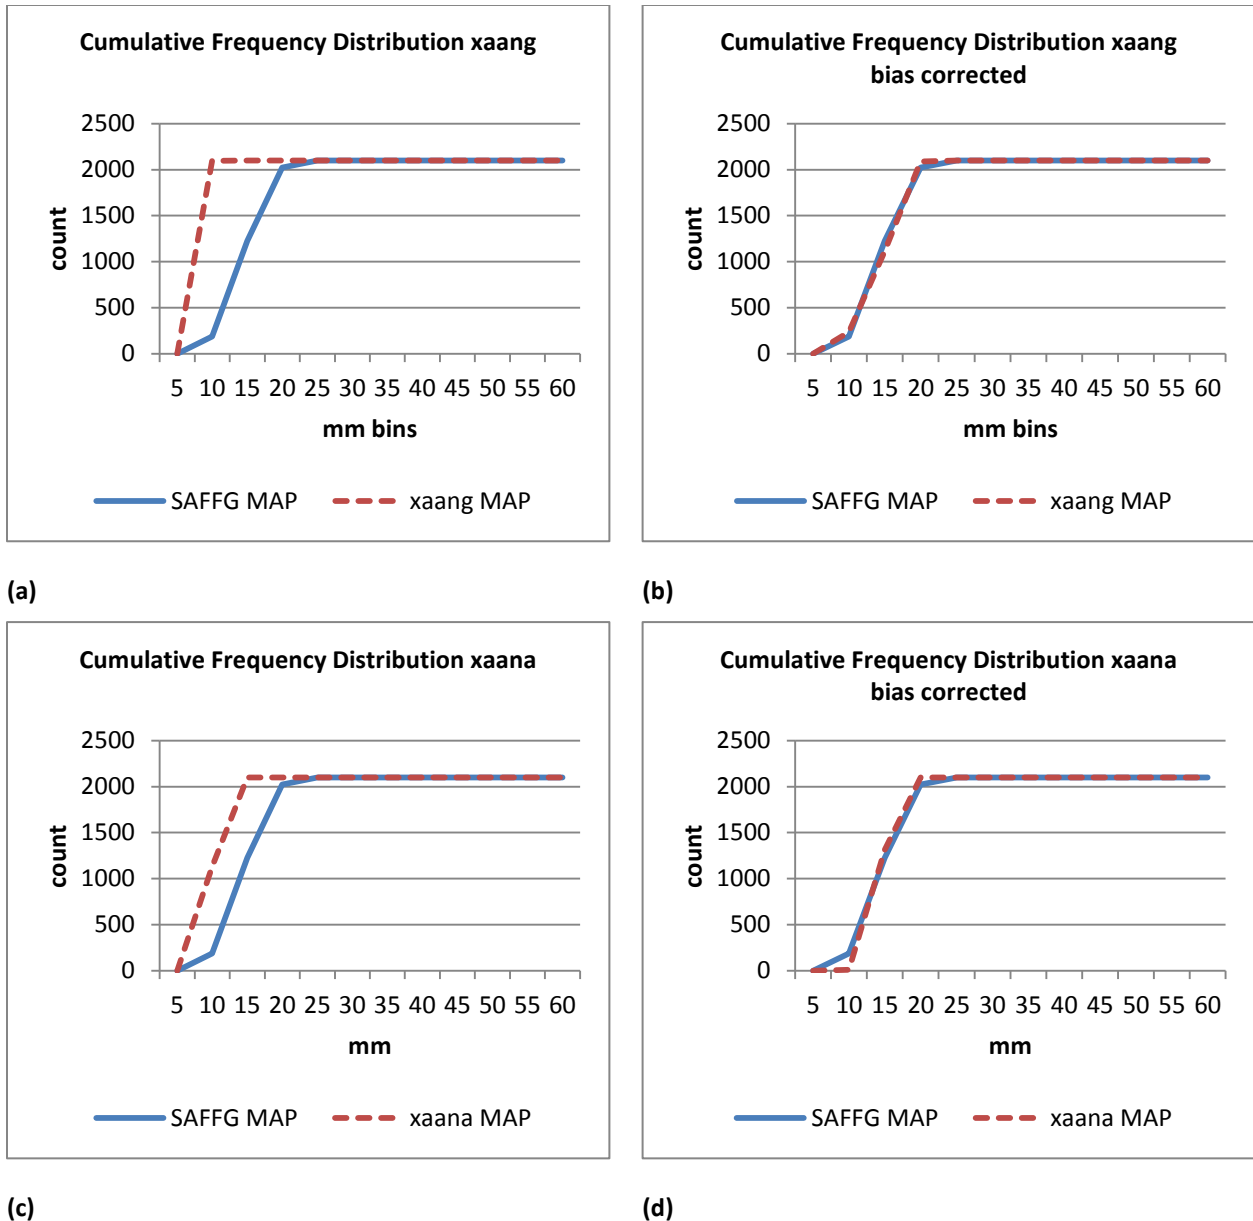 Cumulative Frequency Distribution xaang
2500
2000
1500
1000
500
0
count
5 10 15 20 25 30 35 40 45 50 55 60
mm bins
SAFFG MAP xaang MAP
(a)
Cumulative Frequency Distribution xaang
bias corrected
2500
2000
1500
1000
500
0
count
5 10 15 20 25 30 35 40 45 50 55 60
mm bins
SAFFG MAP xaang MAP
(b)
Cumulative Frequency Distribution xaana
2500
2000
1500
1000
500
0
count
5 10 15 20 25 30 35 40 45 50 55 60
mm
SAFFG MAP xaana MAP
(c)
Cumulative Frequency Distribution xaana
bias corrected
2500
2000
1500
1000
500
0
count
5 10 15 20 25 30 35 40 45 50 55 60
mm
SAFFG MAP xaana MAP
(d)